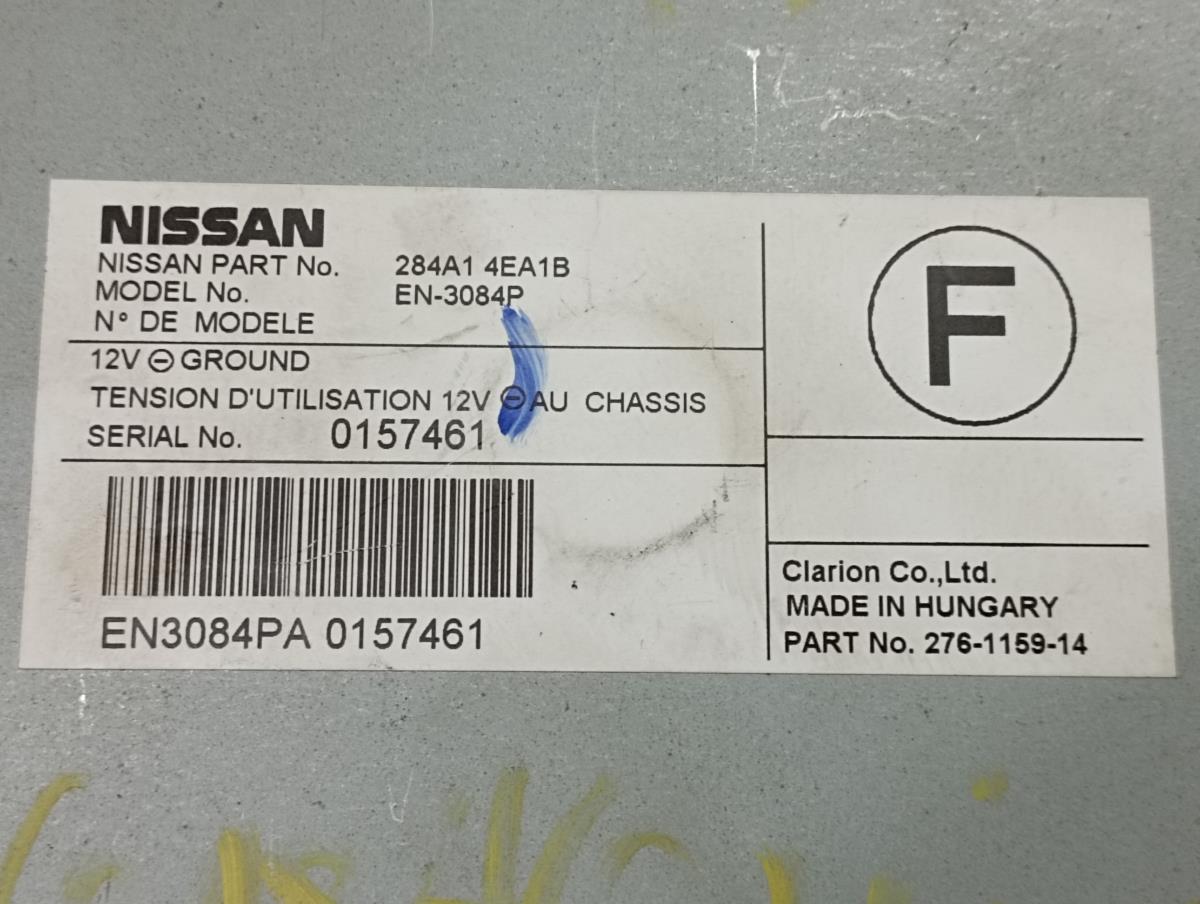 NISSAN
NISSAN PART No. 284A1 4EA1B
MODEL No. EN-3084P
N° DE MODELE
12V ⊖ GROUND
TENSION D'UTILISATION 12V ⊖ AU CHASSIS
SERIAL No. 0157461
EN3084PA 0157461
F
Clarion Co.,Ltd.
MADE IN HUNGARY
PART No. 276-1159-14